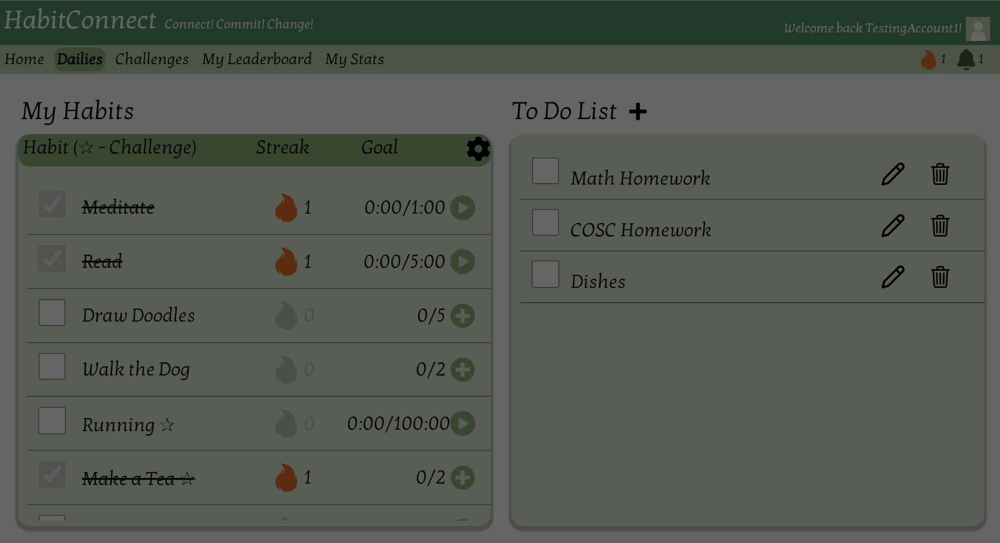 HabitConnect Connect! Commit! Change!
Welcome back TestingAccount1!
Home Dailies Challenges My Leaderboard My Stats
1 1
My Habits
Habit (☆ - Challenge) Streak Goal
Meditate 1 0:00/1:00
Read 1 0:00/5:00
Draw Doodles 0 0/5
Walk the Dog 0 0/2
Running ☆ 0 0:00/100:00
Make a Tea ☆ 1 0/2
To Do List
Math Homework
COSC Homework
Dishes